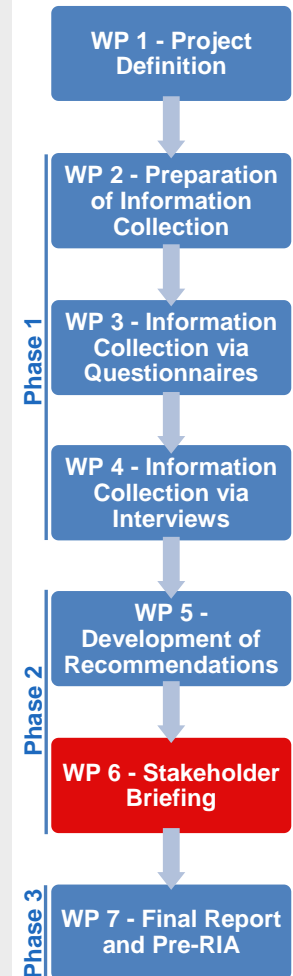 WP 1 - Project
Definition
Phase 1
WP 2 - Preparation
of Information
Collection
WP 3 - Information
Collection via
Questionnaires
WP 4 - Information
Collection via
Interviews
Phase 2
WP 5 -
Development of
Recommendations
WP 6 - Stakeholder
Briefing
Phase 3
WP 7 - Final Report
and Pre-RIA